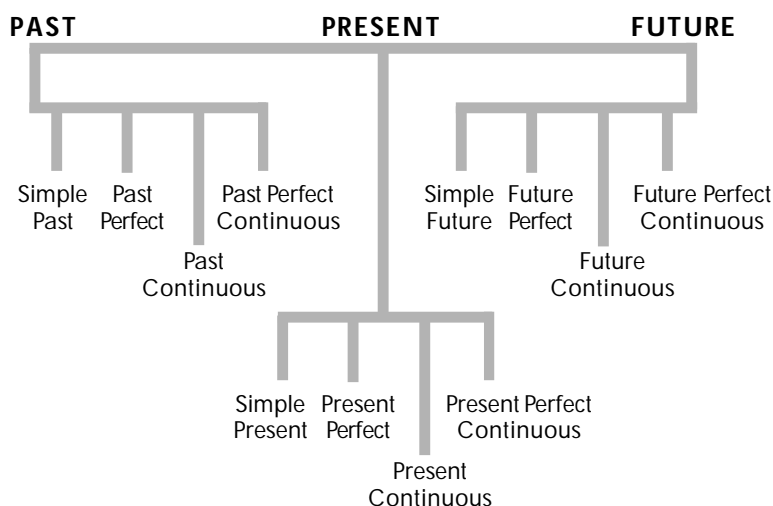 PAST PRESENT FUTURE
Simple Past
Past Perfect
Past Perfect Continuous
Past Continuous
Simple Future
Future Perfect
Future Perfect Continuous
Future Continuous
Simple Present
Present Perfect
Present Perfect Continuous
Present Continuous